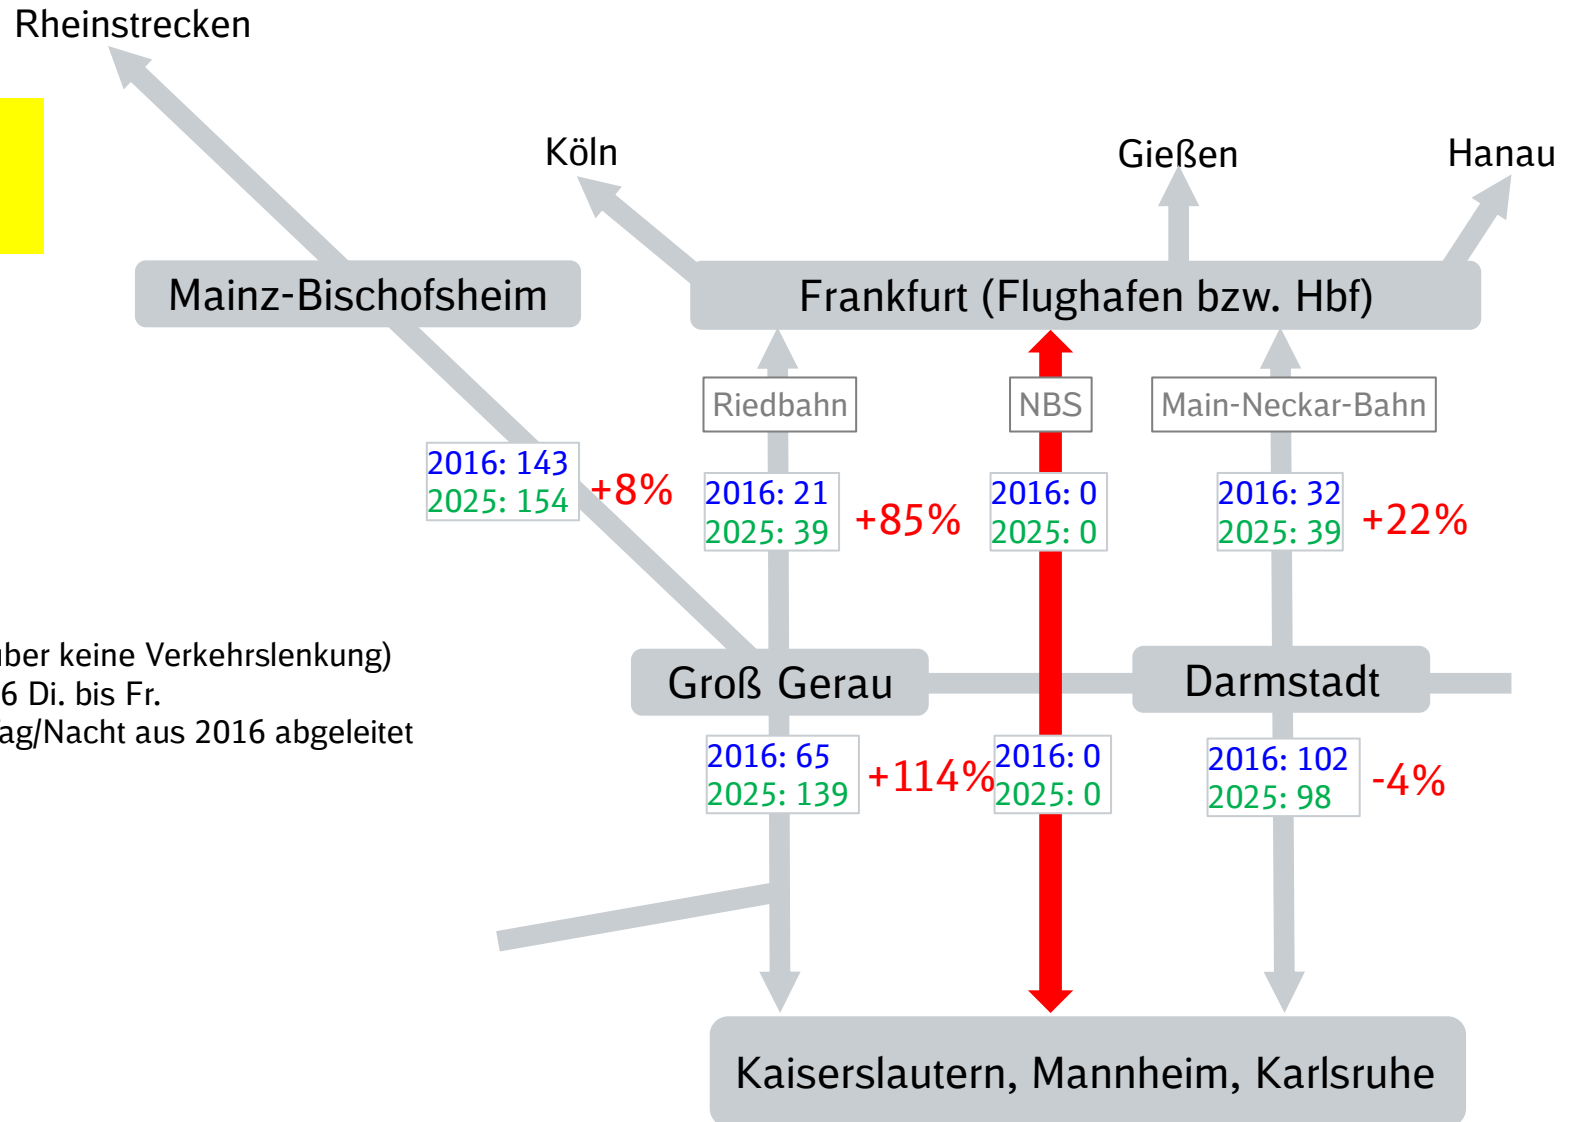 Rheinstrecken
Köln
Gießen
Hanau
Mainz-Bischofsheim
Frankfurt (Flughafen bzw. Hbf)
Riedbahn
NBS
Main-Neckar-Bahn
2016: 143
2025: 154
+8%
2016: 21
2025: 39
+85%
2016: 0
2025: 0
2016: 32
2025: 39
+22%
keine Verkehrslenkung)
6 Di. bis Fr.
Tag/Nacht aus 2016 abgeleitet
Groß Gerau
Darmstadt
2016: 65
2025: 139
+114%
2016: 0
2025: 0
2016: 102
2025: 98
-4%
Kaiserslautern, Mannheim, Karlsruhe